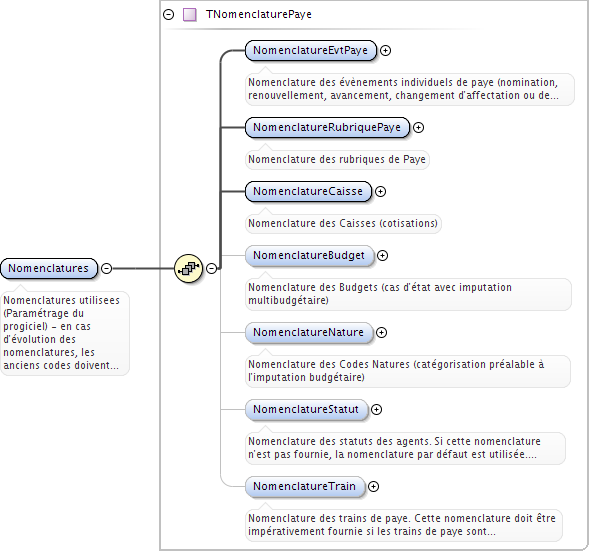 TNomenclaturePaye
NomenclatureEvtPaye
Nomenclature des événements individuels de paye (nomination,
renouvellement, avancement, changement d'affectation ou de...
NomenclatureRubriquePaye
Nomenclature des rubriques de Paye
NomenclatureCaisse
Nomenclature des Caisses (cotisations)
NomenclatureBudget
Nomenclature des Budgets (cas d'état avec imputation
multibudgétaire)
Nomenclatures
Nomenclatures utilisees
(Paramétrage du
progiciel) - en cas
d'évolution des
nomenclatures, les
anciens codes doivent...
NomenclatureNature
Nomenclature des Codes Natures (catégorisation préalable à
l'imputation budgétaire)
NomenclatureStatut
Nomenclature des statuts des agents. Si cette nomenclature
n'est pas fournie, la nomenclature par défaut est utilisée....
NomenclatureTrain
Nomenclature des trains de paye. Cette nomenclature doit être
impérativement fournie si les trains de paye sont...